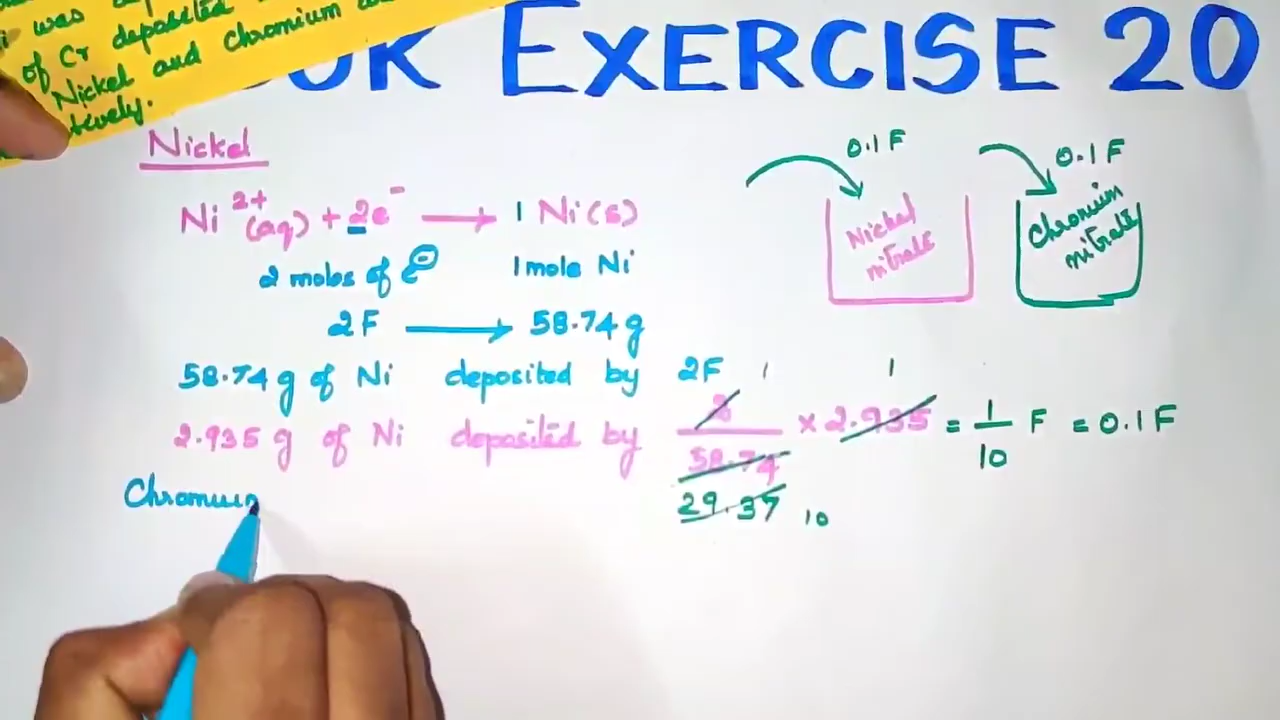 was
of Cr deposited
Nickel and chromium
tively.
EXERCISE 20
Nickel
Ni²⁺(aq) + 2e⁻ ⟶ 1 Ni(s)
2 moles of e⊖ 1 mole Ni
2F ⟶ 58.74 g
58.74 g of Ni deposited by 2F
2.935 g of Ni deposited by 2/58.74 × 2.935 = 1/10 F = 0.1 F
1 1
29.37 10
Chromium
0.1 F
Nickel
nitrate
0.1 F
Chromium
nitrate